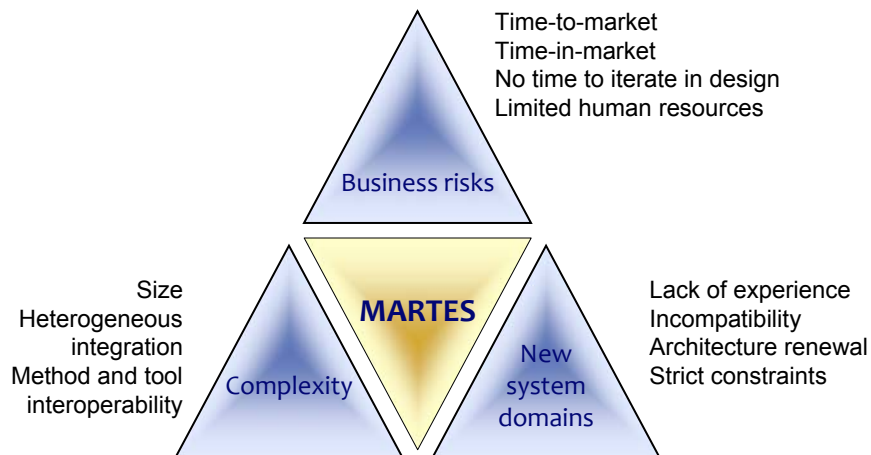 Time-to-market
Time-in-market
No time to iterate in design
Limited human resources
Business risks
Size
Heterogeneous
integration
Method and tool
interoperability
MARTES
Complexity
New
system
domains
Lack of experience
Incompatibility
Architecture renewal
Strict constraints